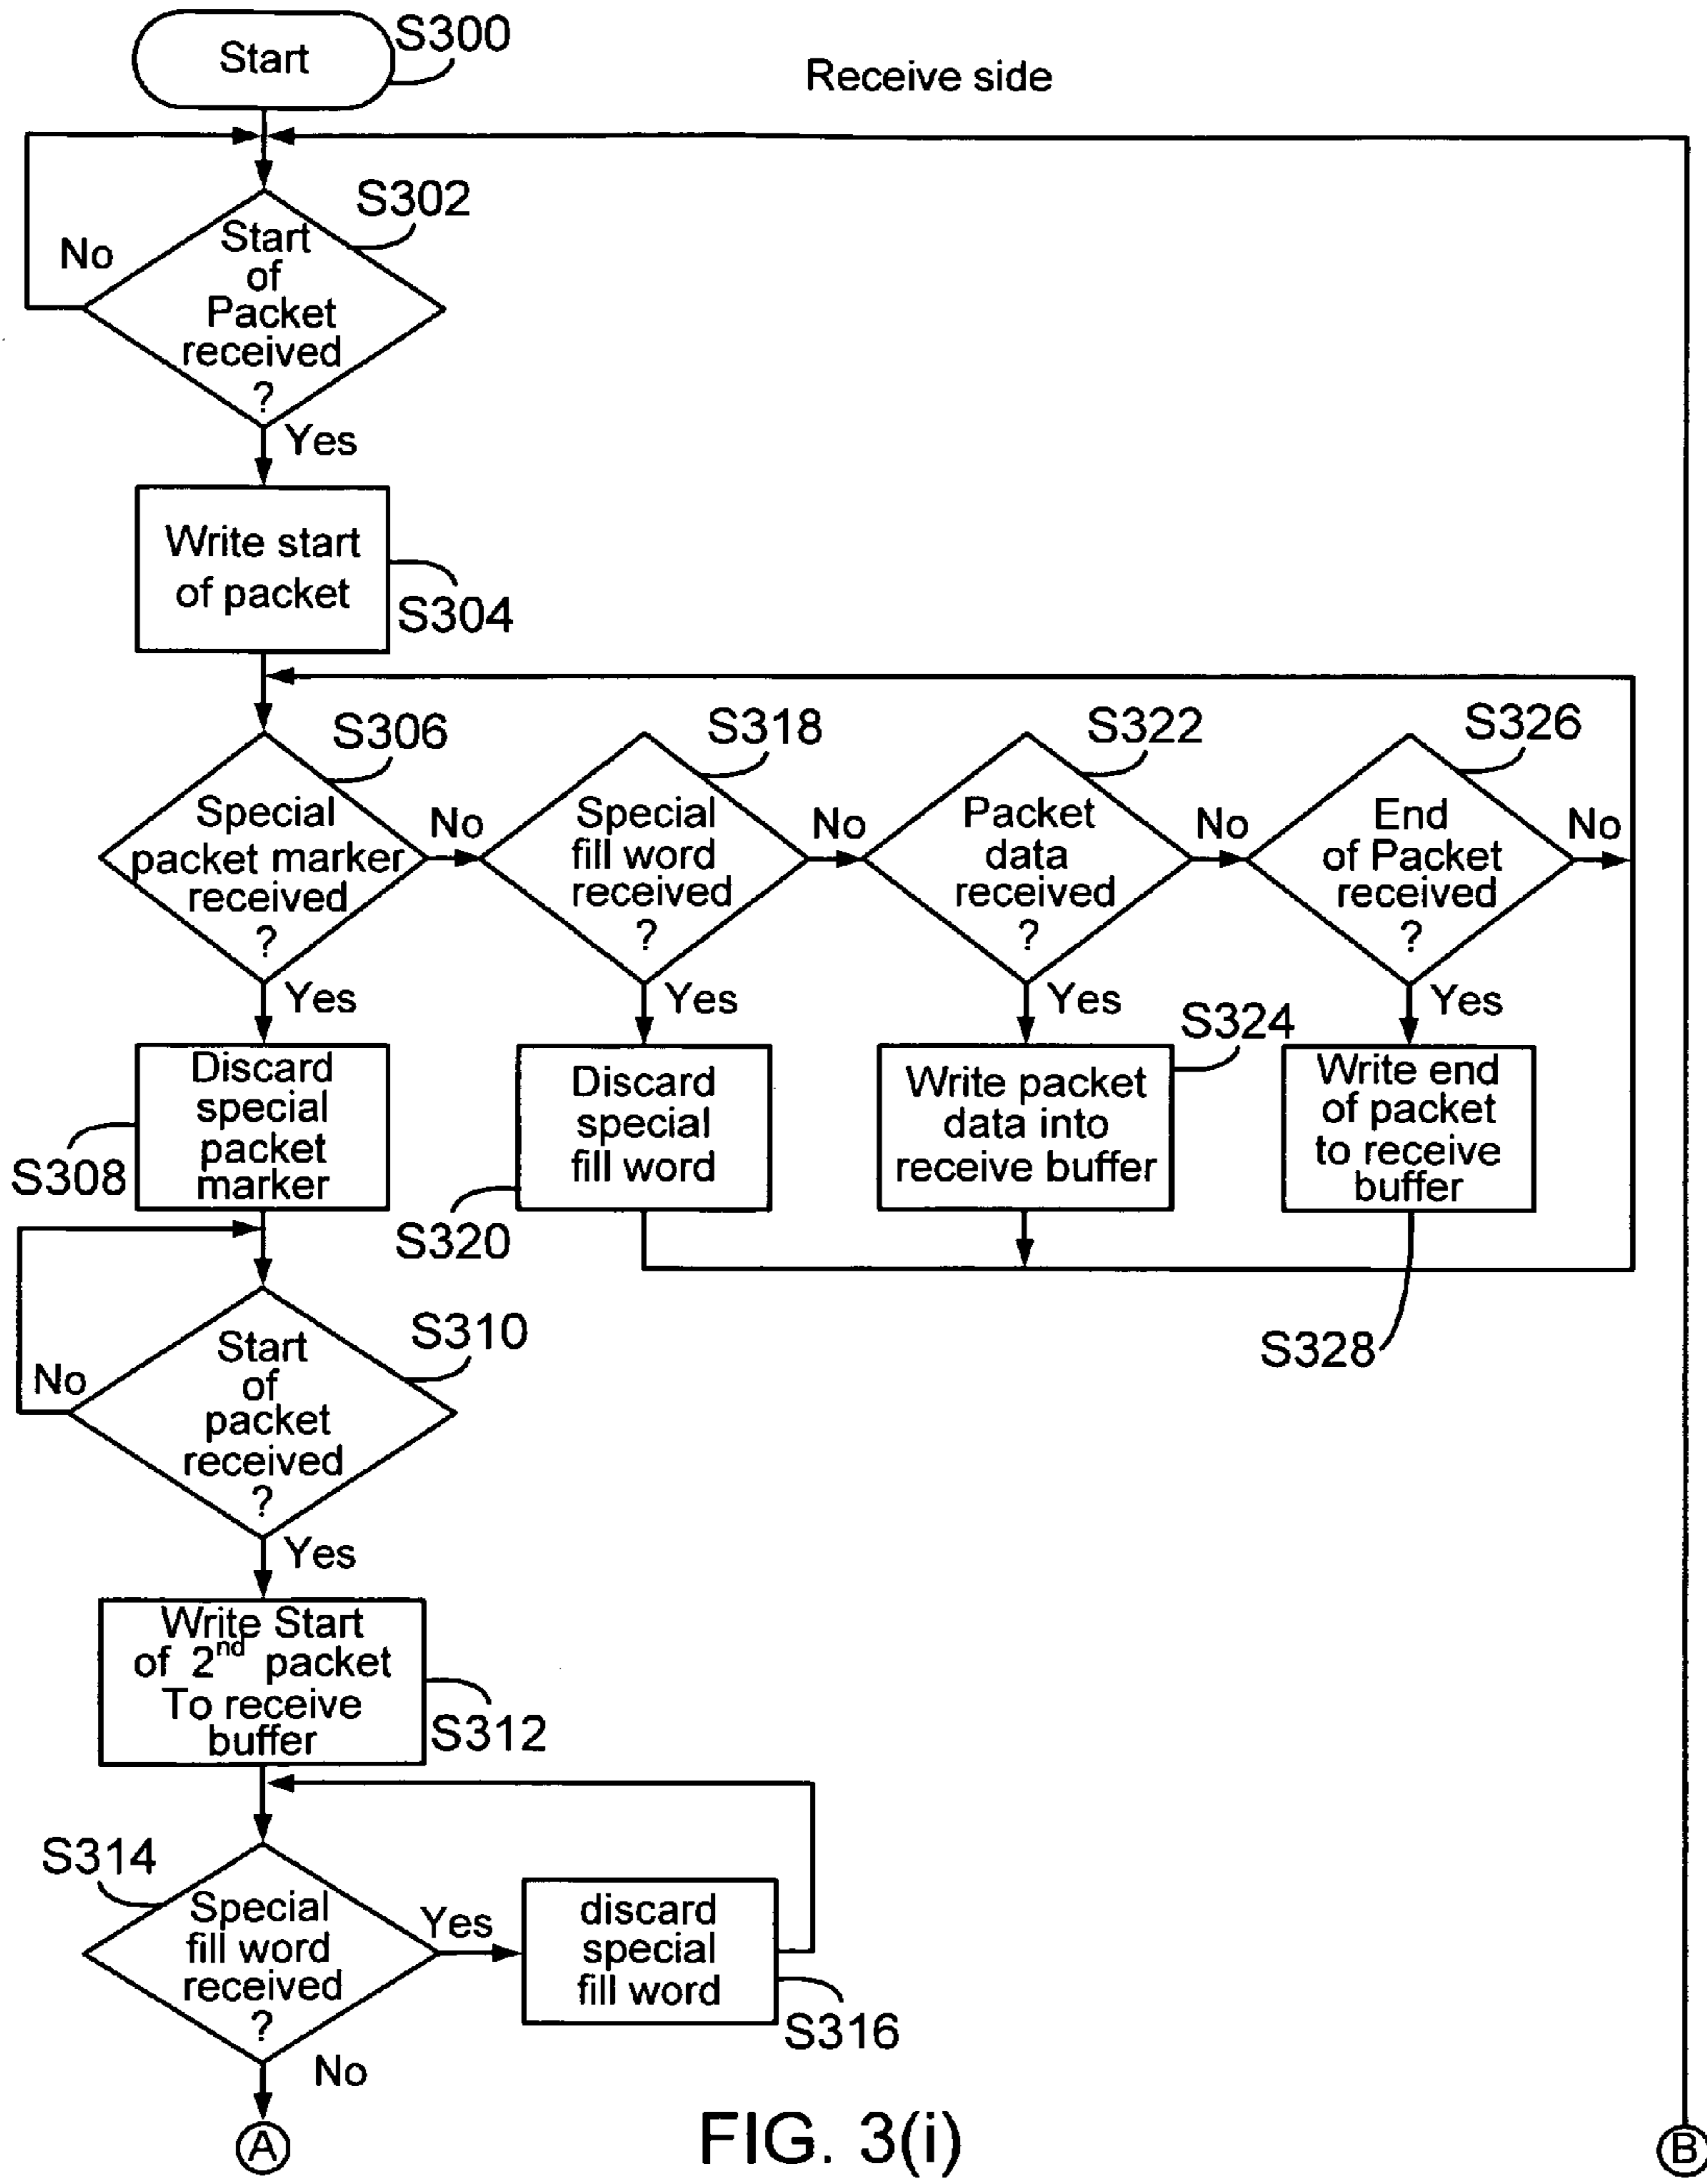 Start
S300
Receive side
S302
Start
of
Packet
received
?
No
Yes
Write start
of packet
S304
S306
Special
packet marker
received
?
No
Yes
S318
Special
fill word
received
?
No
Yes
S322
Packet
data
received
?
No
Yes
S326
End
of Packet
received
?
No
Yes
Discard
special
packet
marker
S308
Discard
special
fill word
S320
Write packet
data into
receive buffer
S324
Write end
of packet
to receive
buffer
S328
S310
Start
of
packet
received
?
No
Yes
Write Start
of 2nd packet
To receive
buffer
S312
S314
Special
fill word
received
?
Yes
No
discard
special
fill word
S316
A
FIG. 3(i)
B